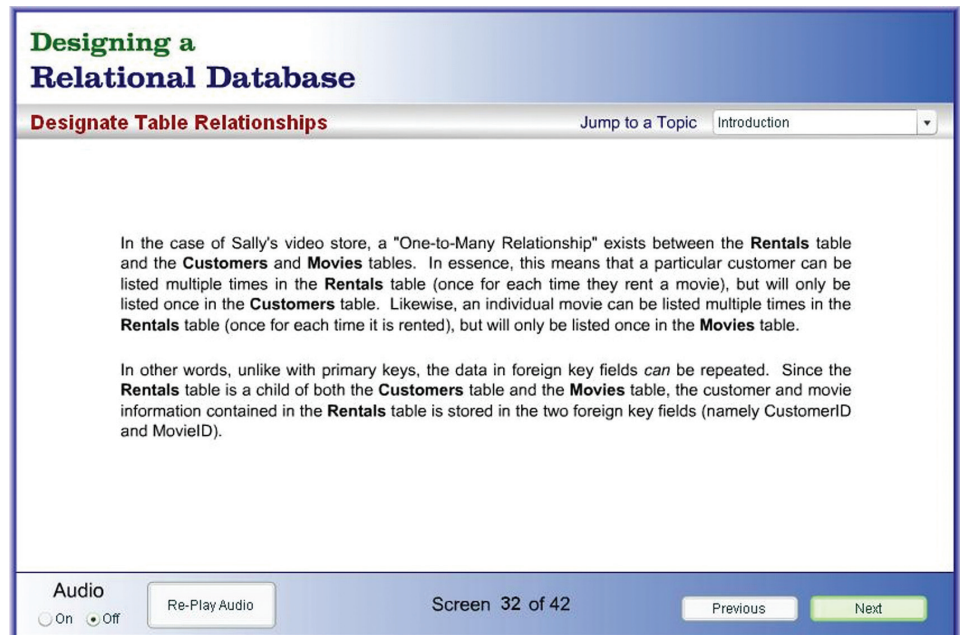 Designing a
Relational Database
Designate Table Relationships
Jump to a Topic Introduction
In the case of Sally's video store, a "One-to-Many Relationship" exists between the Rentals table
and the Customers and Movies tables. In essence, this means that a particular customer can be
listed multiple times in the Rentals table (once for each time they rent a movie), but will only be
listed once in the Customers table. Likewise, an individual movie can be listed multiple times in the
Rentals table (once for each time it is rented), but will only be listed once in the Movies table.
In other words, unlike with primary keys, the data in foreign key fields can be repeated. Since the
Rentals table is a child of both the Customers table and the Movies table, the customer and movie
information contained in the Rentals table is stored in the two foreign key fields (namely CustomerID
and MovieID).
Audio
On Off
Re-Play Audio
Screen 32 of 42
Previous
Next